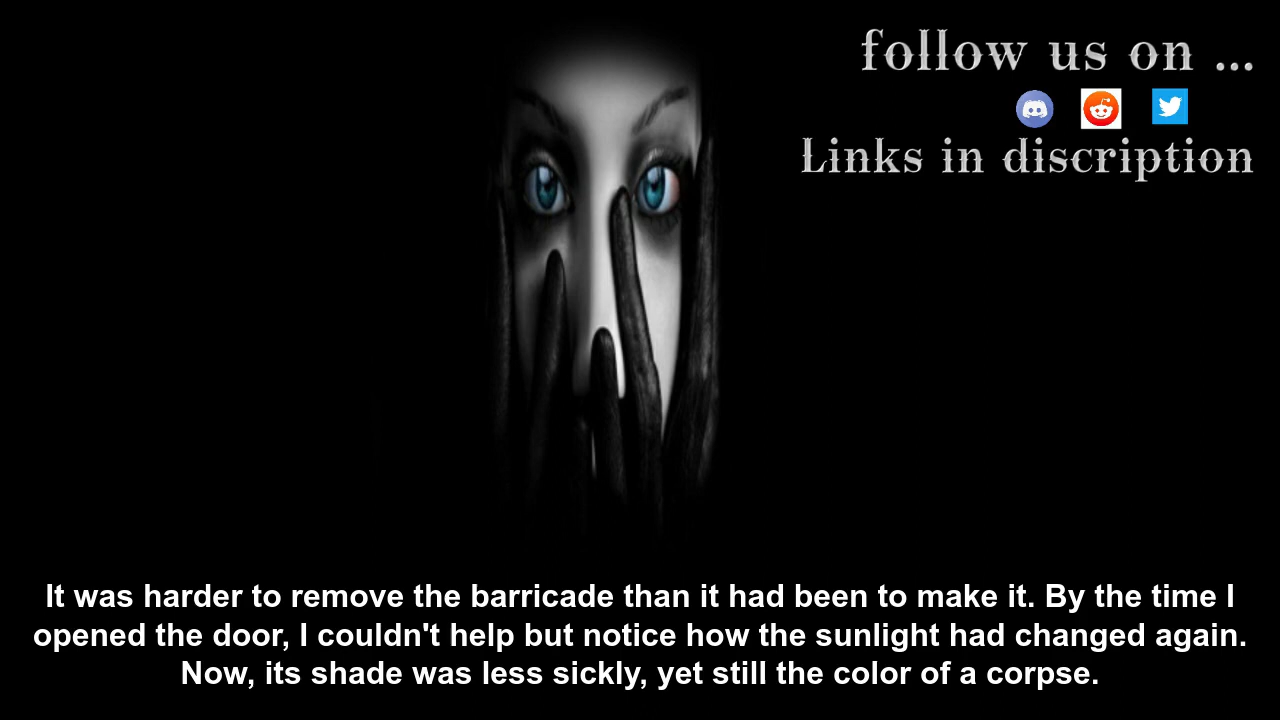 follow us on ...
Links in discription
It was harder to remove the barricade than it had been to make it. By the time I
opened the door, I couldn't help but notice how the sunlight had changed again.
Now, its shade was less sickly, yet still the color of a corpse.